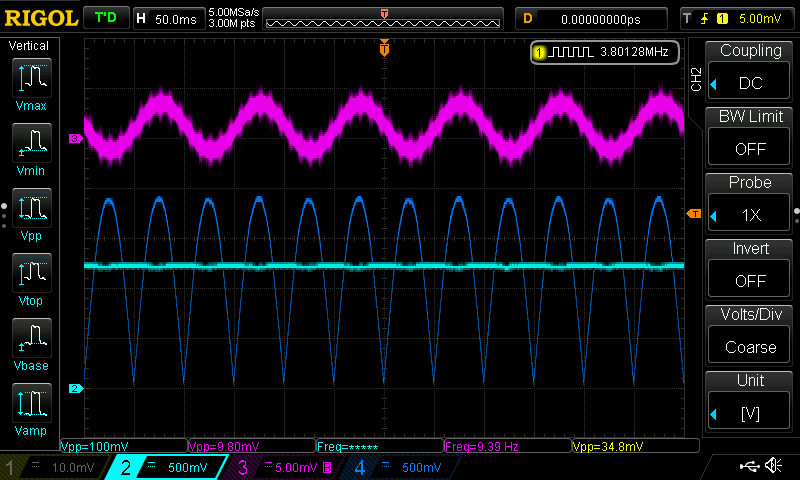 RIGOL T'D H 50.0ms 5.00MSa/s 3.00M pts T D 0.00000000ps T 1 5.00mV
Vertical
Vmax
Vmin
Vpp
Vtop
Vbase
Vamp
T
1 3.80128MHz
3
T
2
CH2
Coupling
DC
BW Limit
OFF
Probe
1X
Invert
OFF
Volts/Div
Coarse
Unit
[V]
Vpp=100mV Vpp=9.80mV Freq=***** Freq=9.39 Hz Vpp=34.8mV
1 10.0mV 2 500mV 3 5.00mV B 4 500mV